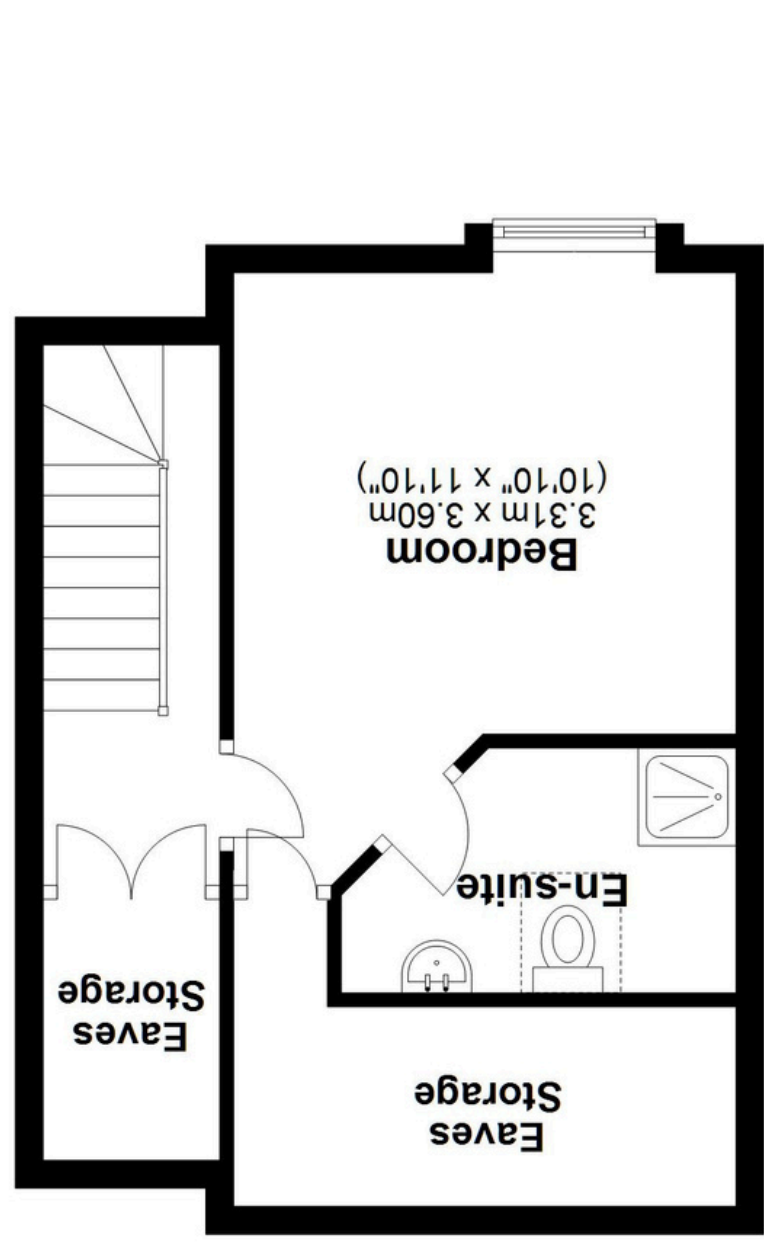 Eaves
Storage
Eaves
Storage
En-suite
Bedroom
3.31m x 3.60m
(10'10" x 11'10")